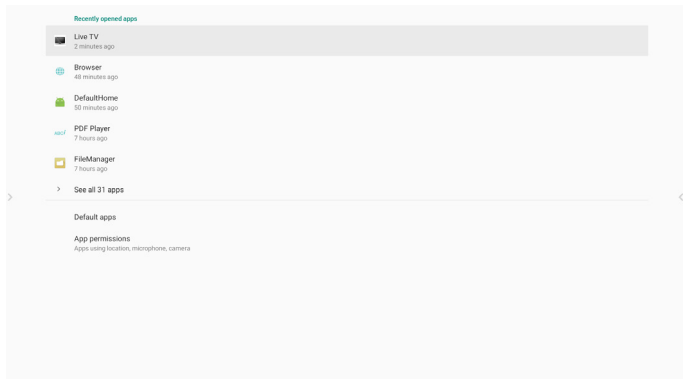 Recently opened apps
Live TV
2 minutes ago
Browser
48 minutes ago
DefaultHome
50 minutes ago
PDF Player
7 hours ago
FileManager
7 hours ago
See all 31 apps
Default apps
App permissions
Apps using location, microphone, camera